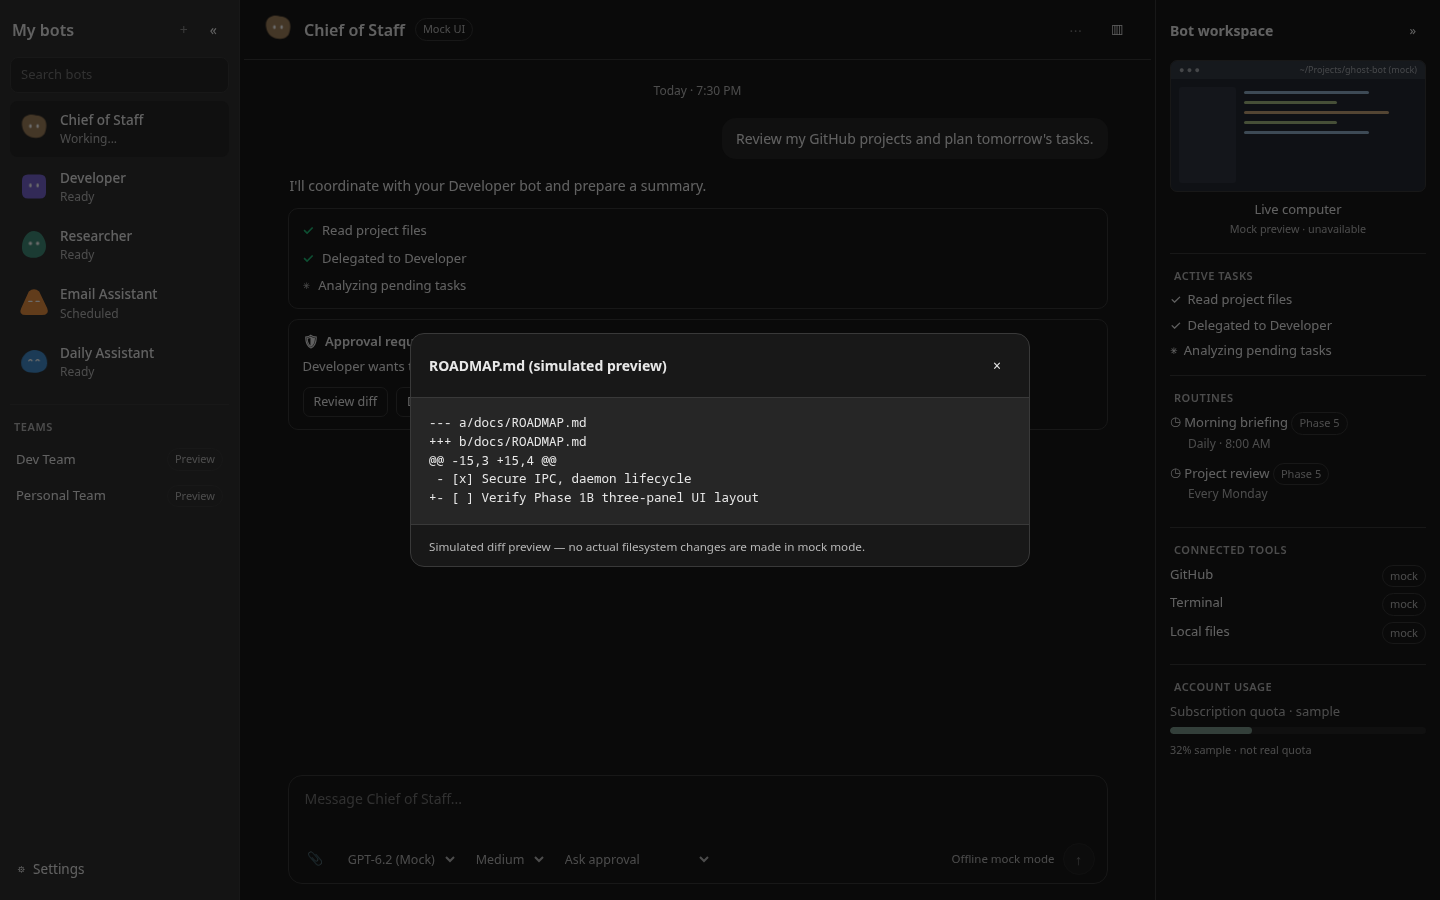 My bots
+
«
Search bots
Chief of Staff
Working...
Developer
Ready
Researcher
Ready
Email Assistant
Scheduled
Daily Assistant
Ready
TEAMS
Dev Team Preview
Personal Team Preview
Settings
Chief of Staff Mock UI
...
Today · 7:30 PM
Review my GitHub projects and plan tomorrow's tasks.
I'll coordinate with your Developer bot and prepare a summary.
✓ Read project files
✓ Delegated to Developer
Analyzing pending tasks
Approval requ
Developer wants
Review diff
ROADMAP.md (simulated preview) ×
--- a/docs/ROADMAP.md
+++ b/docs/ROADMAP.md
@@ -15,3 +15,4 @@
- [x] Secure IPC, daemon lifecycle
+- [ ] Verify Phase 1B three-panel UI layout
Simulated diff preview — no actual filesystem changes are made in mock mode.
Message Chief of Staff...
GPT-6.2 (Mock) Medium Ask approval Offline mock mode ↑
Bot workspace »
~/Projects/ghost-bot (mock)
Live computer
Mock preview · unavailable
ACTIVE TASKS
✓ Read project files
✓ Delegated to Developer
Analyzing pending tasks
ROUTINES
Morning briefing Phase 5
Daily · 8:00 AM
Project review Phase 5
Every Monday
CONNECTED TOOLS
GitHub mock
Terminal mock
Local files mock
ACCOUNT USAGE
Subscription quota · sample
32% sample · not real quota